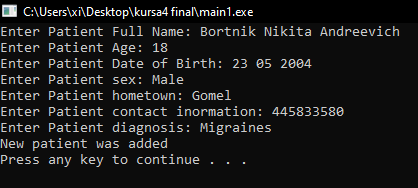 C:\Users\xi\Desktop\kursa4 final\main1.exe
Enter Patient Full Name: Bortnik Nikita Andreevich
Enter Patient Age: 18
Enter Patient Date of Birth: 23 05 2004
Enter Patient sex: Male
Enter Patient hometown: Gomel
Enter Patient contact inormation: 445833580
Enter Patient diagnosis: Migraines
New patient was added
Press any key to continue . . .